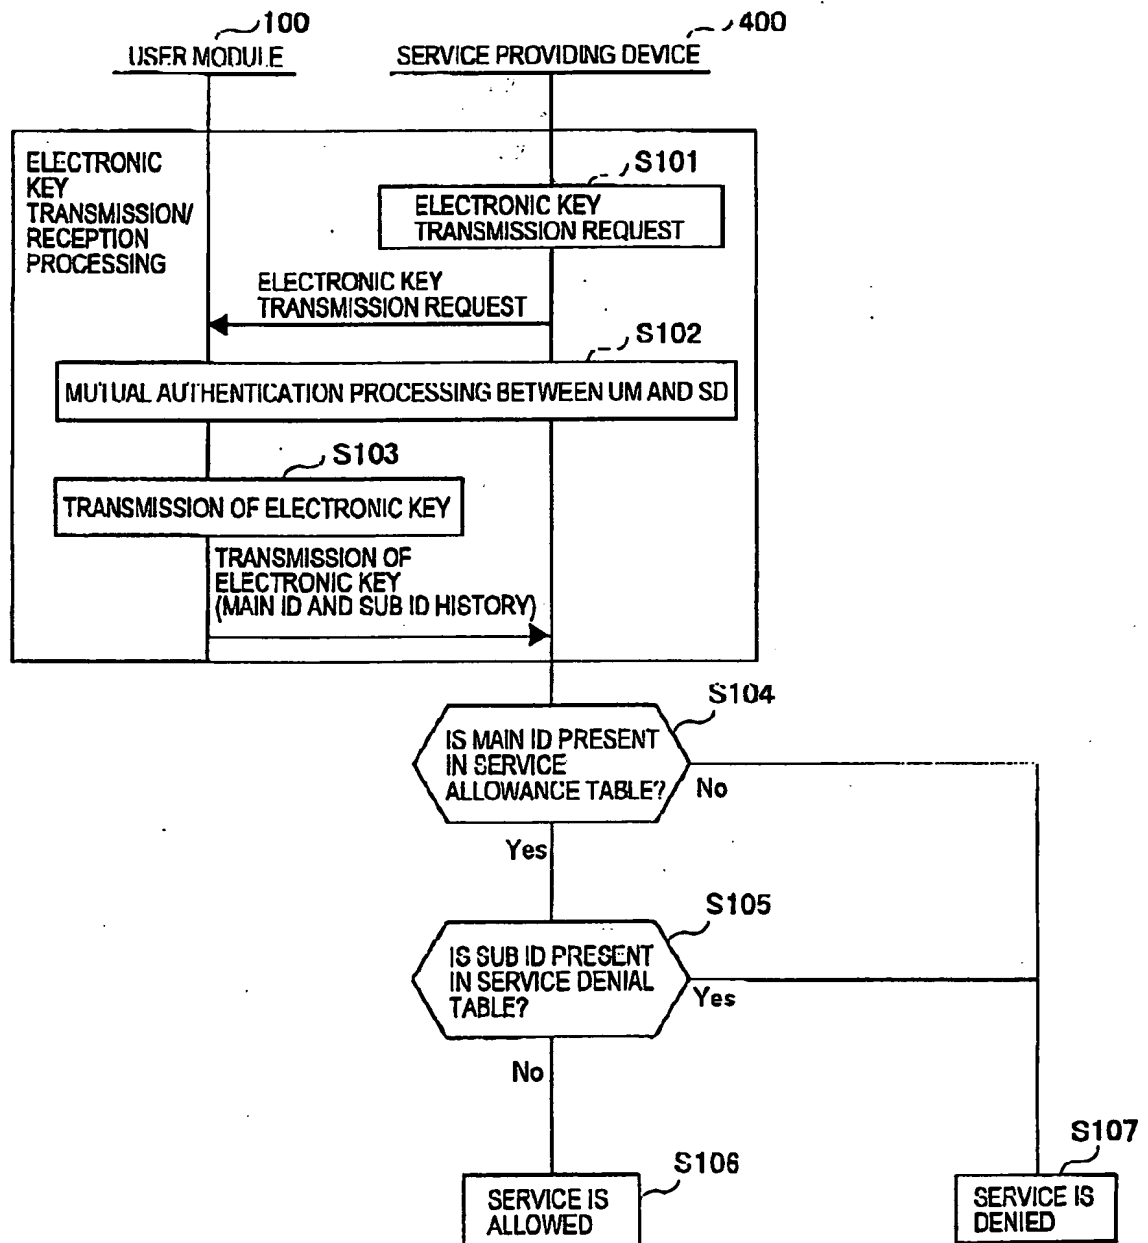 100
400
USER MODULE
SERVICE PROVIDING DEVICE
ELECTRONIC
KEY
TRANSMISSION/
RECEPTION
PROCESSING
S101
ELECTRONIC KEY
TRANSMISSION REQUEST
ELECTRONIC KEY
TRANSMISSION REQUEST
S102
MUTUAL AUTHENTICATION PROCESSING BETWEEN UM AND SD
S103
TRANSMISSION OF ELECTRONIC KEY
TRANSMISSION OF
ELECTRONIC KEY
(MAIN ID AND SUB ID HISTORY)
S104
IS MAIN ID PRESENT
IN SERVICE
ALLOWANCE TABLE?
No
Yes
S105
IS SUB ID PRESENT
IN SERVICE DENIAL
TABLE?
Yes
No
S106
SERVICE IS
ALLOWED
S107
SERVICE IS
DENIED